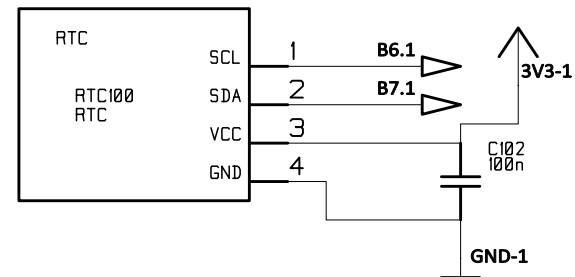 RTC
SCL 1 B6.1
3V3-1
RTC100
RTC
SDA 2 B7.1
VCC 3
C102
100n
GND 4
GND-1